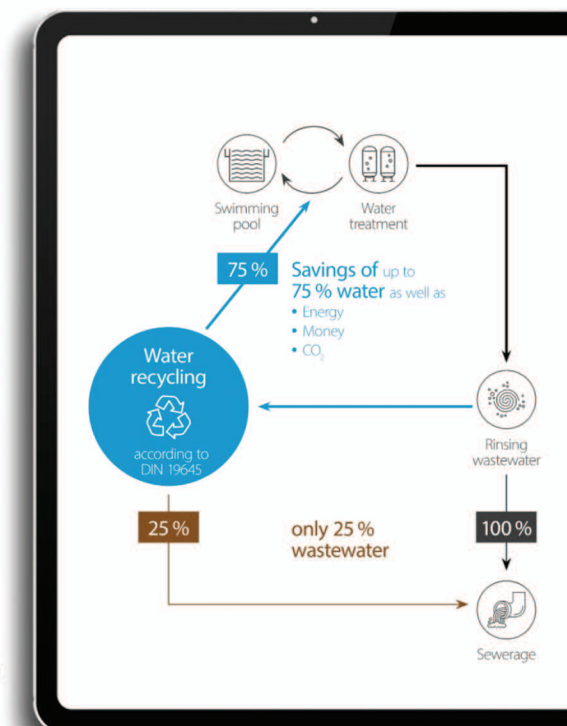 Swimming
pool
Water
treatment
75 %
Savings of up to
75 % water as well as
• Energy
• Money
• CO₂
Water
recycling
according to
DIN 19645
Rinsing
wastewater
25 %
only 25 %
wastewater
100 %
Sewerage